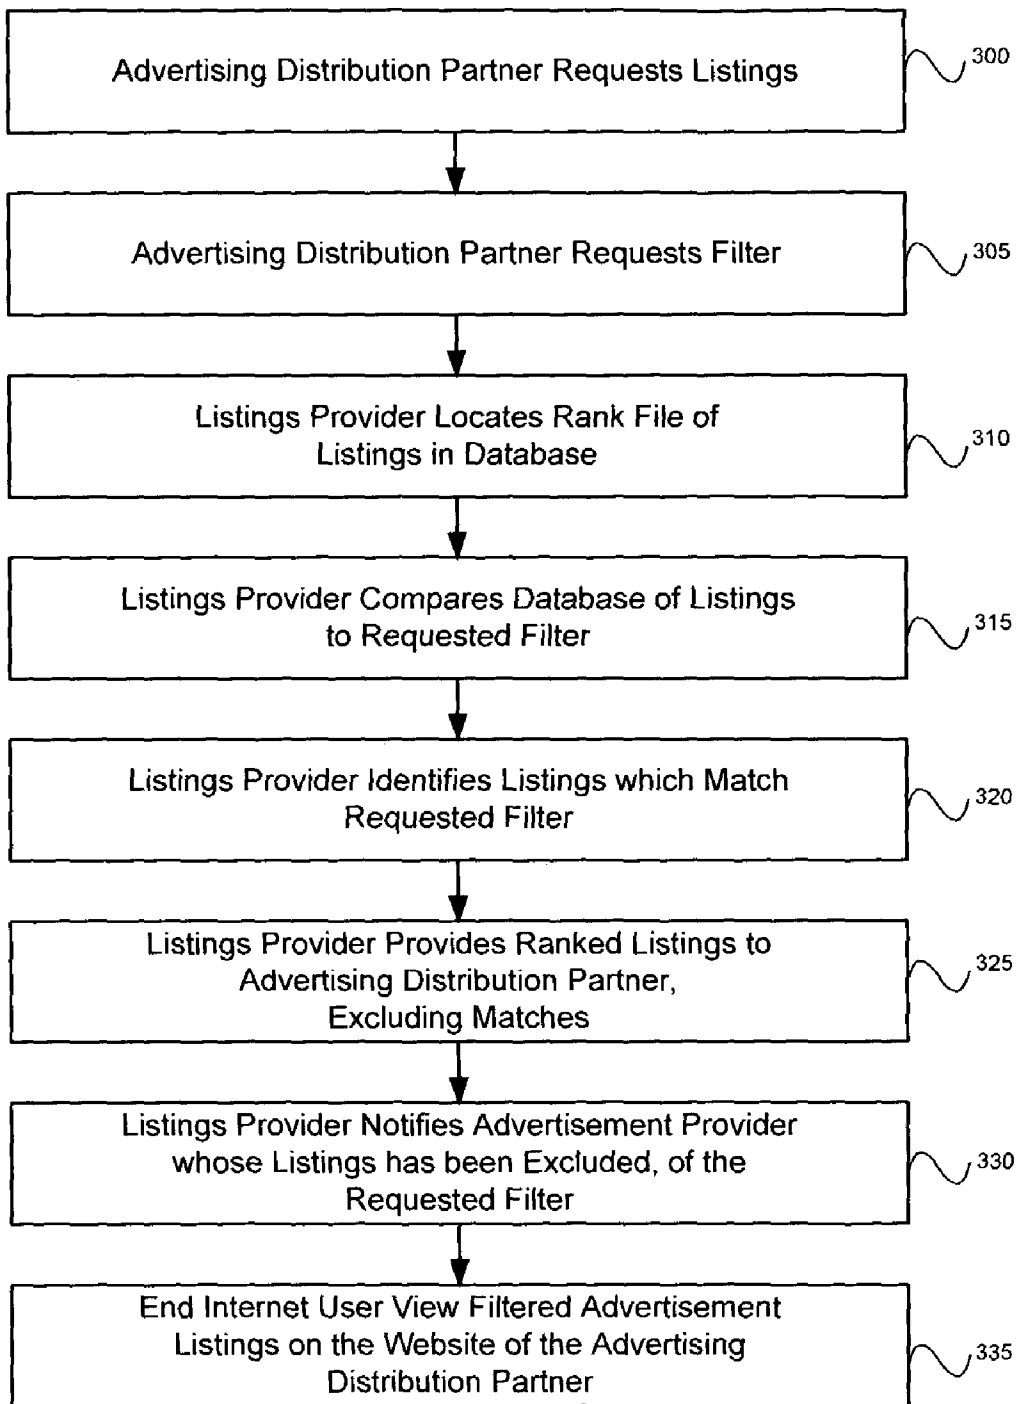 Advertising Distribution Partner Requests Listings
300
Advertising Distribution Partner Requests Filter
305
Listings Provider Locates Rank File of
Listings in Database
310
Listings Provider Compares Database of Listings
to Requested Filter
315
Listings Provider Identifies Listings which Match
Requested Filter
320
Listings Provider Provides Ranked Listings to
Advertising Distribution Partner,
Excluding Matches
325
Listings Provider Notifies Advertisement Provider
whose Listings has been Excluded, of the
Requested Filter
330
End Internet User View Filtered Advertisement
Listings on the Website of the Advertising
Distribution Partner
335